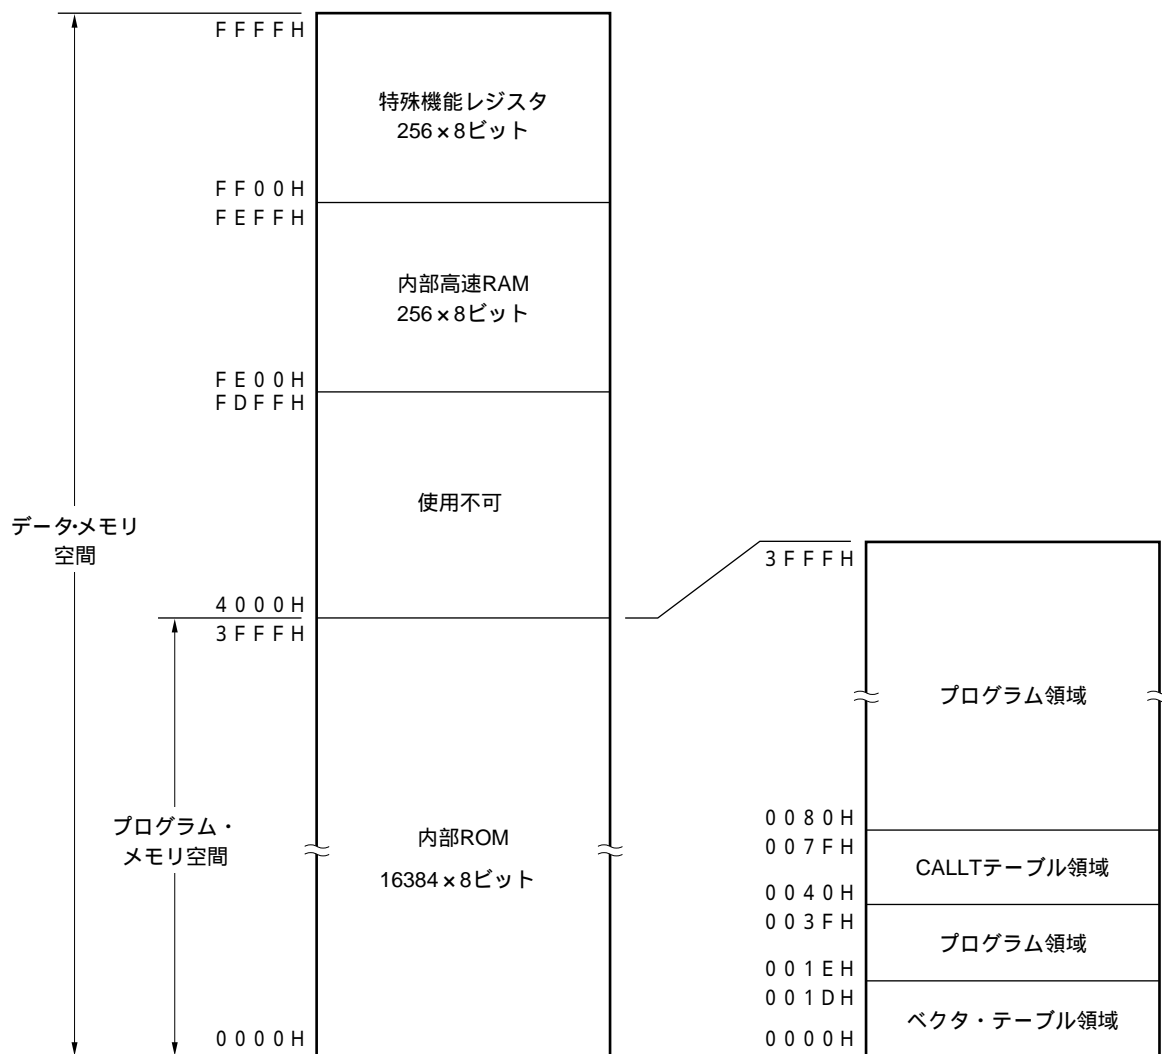 FFFFH
特殊機能レジスタ
256×8ビット
FF00H
FEFFH
内部高速RAM
256×8ビット
FE00H
FDFFH
使用不可
データ・メモリ
空間
4000H
3FFFH
プログラム・
メモリ空間
内部ROM
16384×8ビット
0000H
3FFFH
プログラム領域
0080H
007FH
CALLTテーブル領域
0040H
003FH
プログラム領域
001EH
001DH
ベクタ・テーブル領域
0000H